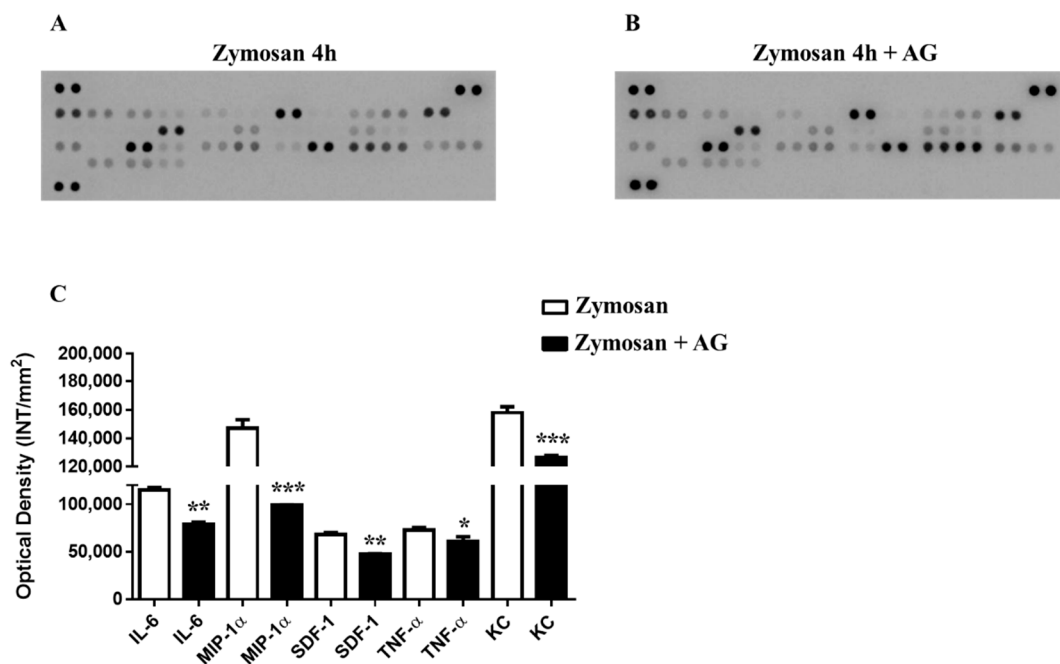 A
B
Zymosan 4h
Zymosan 4h + AG
C
Zymosan
Zymosan + AG
Optical Density (INT/mm²)
200,000
180,000
160,000
140,000
120,000
100,000
50,000
0
**
***
**
*
***
IL-6
IL-6
MIP-1α
MIP-1α
SDF-1
SDF-1
TNF-α
TNF-α
KC
KC